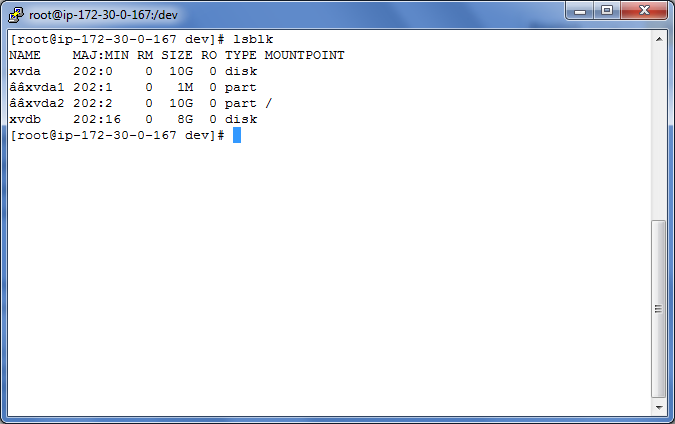 root@ip-172-30-0-167:/dev
[root@ip-172-30-0-167 dev]# lsblk
NAME    MAJ:MIN RM SIZE RO TYPE MOUNTPOINT
xvda    202:0    0  10G  0 disk
ââxvda1 202:1    0   1M  0 part
ââxvda2 202:2    0  10G  0 part /
xvdb    202:16   0   8G  0 disk
[root@ip-172-30-0-167 dev]#